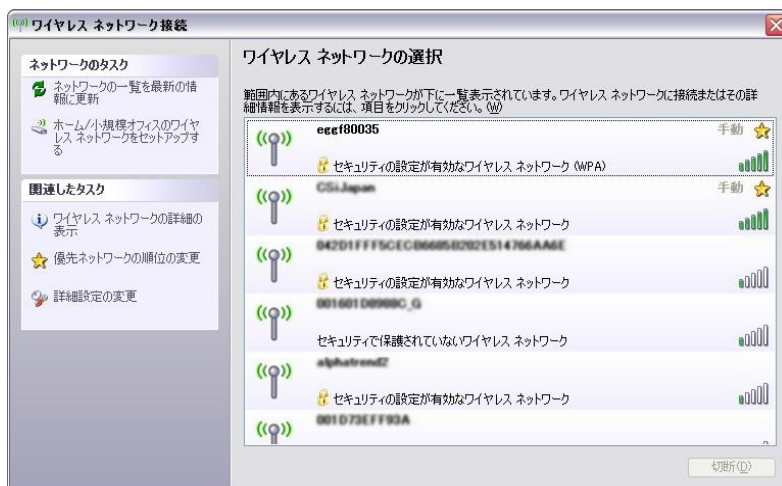 ワイヤレス ネットワーク接続
ネットワークのタスク
ネットワークの一覧を最新の情
報に更新
ホーム/小規模オフィスのワイヤ
レス ネットワークをセットアップす
る
関連したタスク
ワイヤレス ネットワークの詳細の
表示
優先ネットワークの順位の変更
詳細設定の変更
ワイヤレス ネットワークの選択
範囲内にあるワイヤレス ネットワークが下に一覧表示されています。ワイヤレス ネットワークに接続またはその詳
細情報を表示するには、項目をクリックしてください。(W)
eggf80035
手動
セキュリティの設定が有効なワイヤレス ネットワーク (WPA)
CSiJapan
手動
セキュリティの設定が有効なワイヤレス ネットワーク
セキュリティの設定が有効なワイヤレス ネットワーク
セキュリティで保護されていないワイヤレス ネットワーク
alphatrend2
セキュリティの設定が有効なワイヤレス ネットワーク
001D73EFF93A
切断(D)